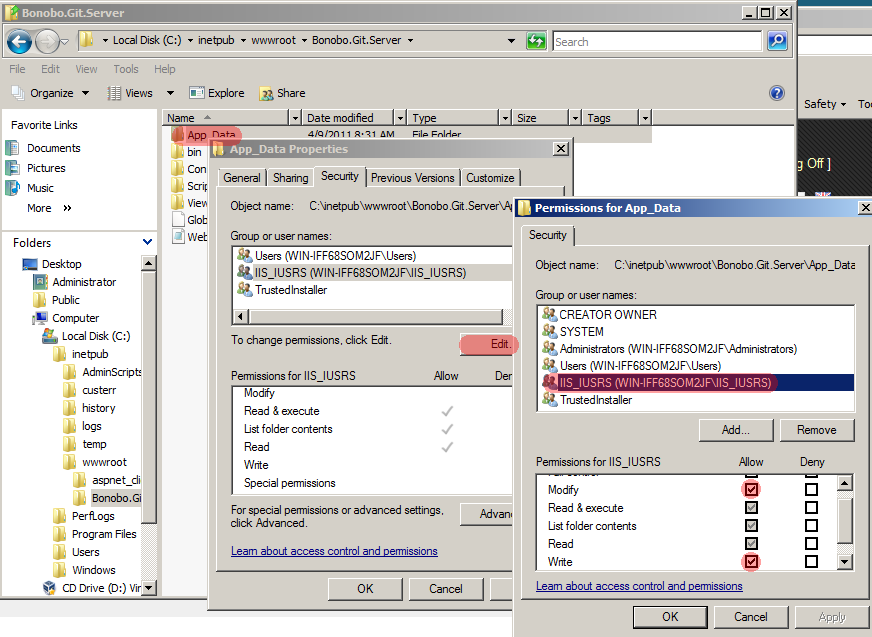 Bonobo.Git.Server
Local Disk (C:) inetpub wwwroot Bonobo.Git.Server
Search
File Edit View Tools Help
Organize Views Explore Share
Safety Too
g Off ]
Favorite Links
Documents
Pictures
Music
More »
Folders
Desktop
Administrator
Public
Computer
Local Disk (C:)
inetpub
AdminScripts
custerr
history
logs
temp
wwwroot
aspnet_cli
Bonobo.Gi
PerfLogs
Program Files
Users
Windows
CD Drive (D:) Vir
Name Date modified Type Size Tags
App_Data 4/9/2011 8:31 AM File Folder
bin
Con
Scrip
View
Glob
Web
App_Data Properties
General Sharing Security Previous Versions Customize
Object name: C:\inetpub\wwwroot\Bonobo.Git.Server\Ap
Group or user names:
Users (WIN-IFF68SOM2JF\Users)
IIS_IUSRS (WIN-IFF68SOM2JF\IIS_IUSRS)
TrustedInstaller
To change permissions, click Edit.
Edit.
Permissions for IIS_IUSRS Allow Den
Modify
Read & execute
List folder contents
Read
Write
Special permissions
For special permissions or advanced settings,
click Advanced.
Advan
Learn about access control and permissions
OK Cancel
Permissions for App_Data
Security
Object name: C:\inetpub\wwwroot\Bonobo.Git.Server\App_Data
Group or user names:
CREATOR OWNER
SYSTEM
Administrators (WIN-IFF68SOM2JF\Administrators)
Users (WIN-IFF68SOM2JF\Users)
IIS_IUSRS (WIN-IFF68SOM2JF\IIS_IUSRS)
TrustedInstaller
Add... Remove
Permissions for IIS_IUSRS Allow Deny
Modify
Read & execute
List folder contents
Read
Write
Learn about access control and permissions
OK Cancel Apply